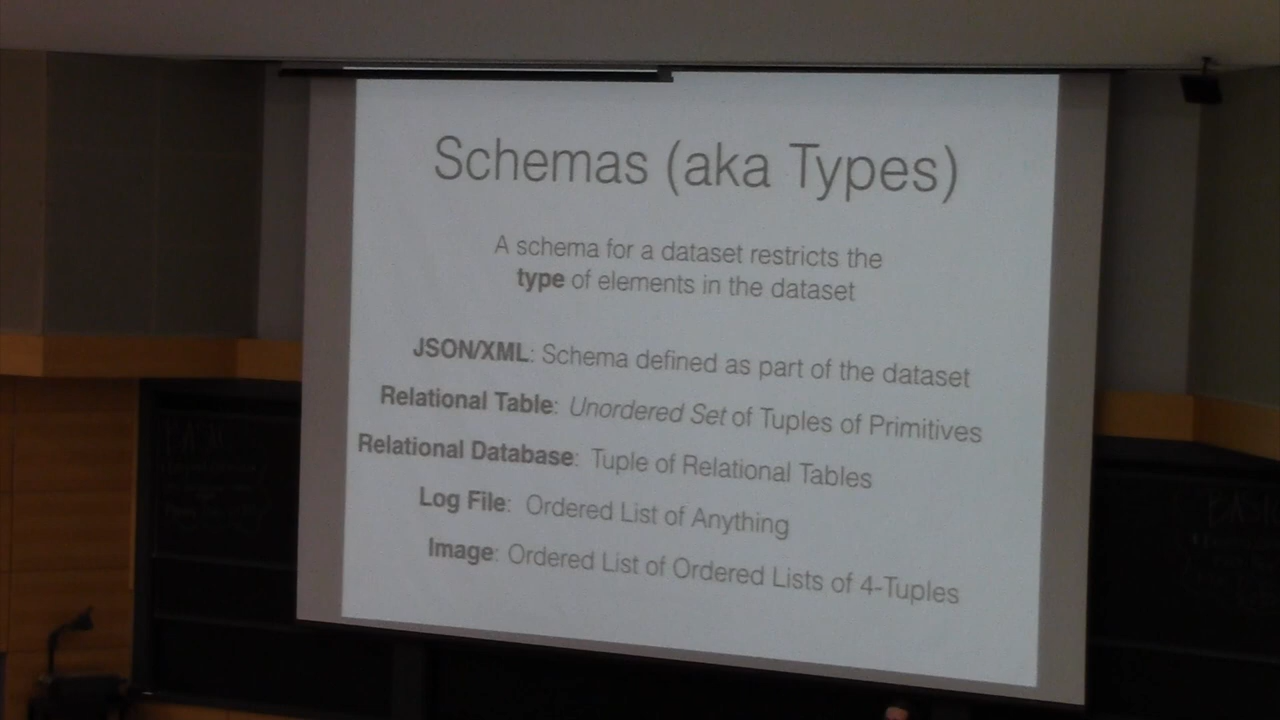 Schemas (aka Types)
A schema for a dataset restricts the
type of elements in the dataset
JSON/XML: Schema defined as part of the dataset
Relational Table: Unordered Set of Tuples of Primitives
Relational Database: Tuple of Relational Tables
Log File: Ordered List of Anything
Image: Ordered List of Ordered Lists of 4-Tuples